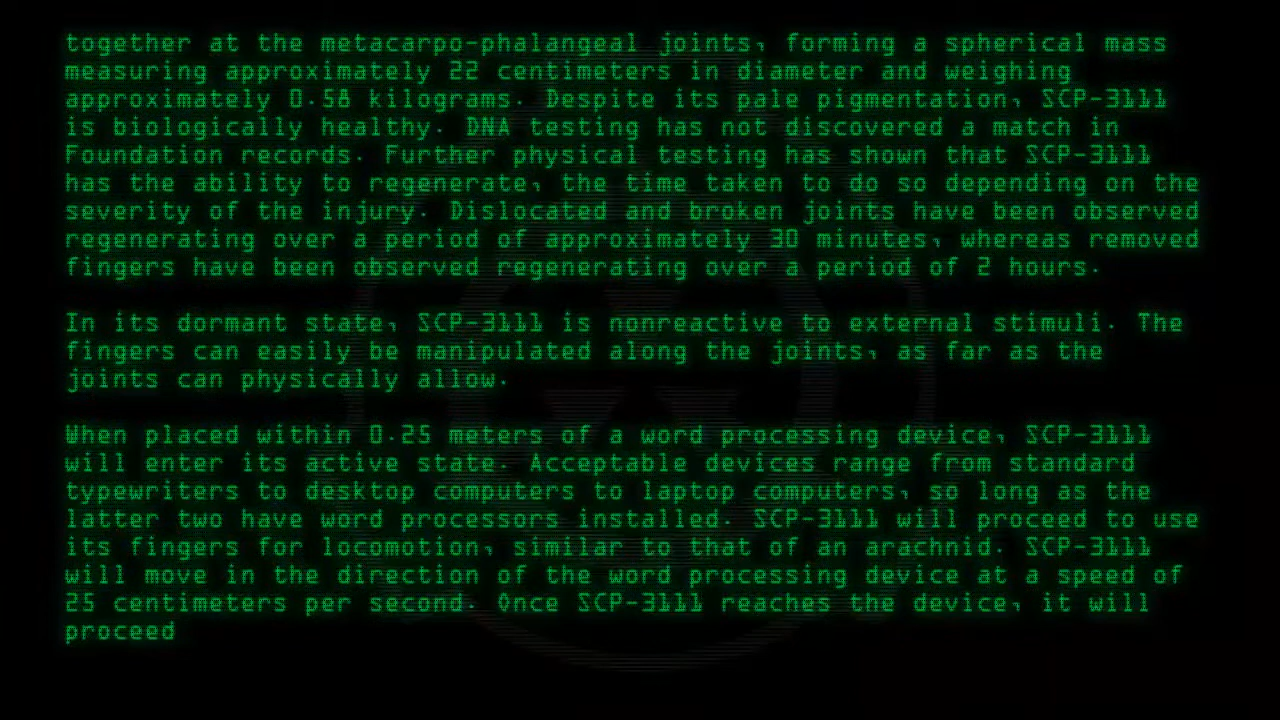 together at the metacarpo-phalangeal joints, forming a spherical mass
measuring approximately 22 centimeters in diameter and weighing
approximately 0.58 kilograms. Despite its pale pigmentation, SCP-3111
is biologically healthy. DNA testing has not discovered a match in
Foundation records. Further physical testing has shown that SCP-3111
has the ability to regenerate, the time taken to do so depending on the
severity of the injury. Dislocated and broken joints have been observed
regenerating over a period of approximately 30 minutes, whereas removed
fingers have been observed regenerating over a period of 2 hours.
In its dormant state, SCP-3111 is nonreactive to external stimuli. The
fingers can easily be manipulated along the joints, as far as the
joints can physically allow.
When placed within 0.25 meters of a word processing device, SCP-3111
will enter its active state. Acceptable devices range from standard
typewriters to desktop computers to laptop computers, so long as the
latter two have word processors installed. SCP-3111 will proceed to use
its fingers for locomotion, similar to that of an arachnid. SCP-3111
will move in the direction of the word processing device at a speed of
25 centimeters per second. Once SCP-3111 reaches the device, it will
proceed